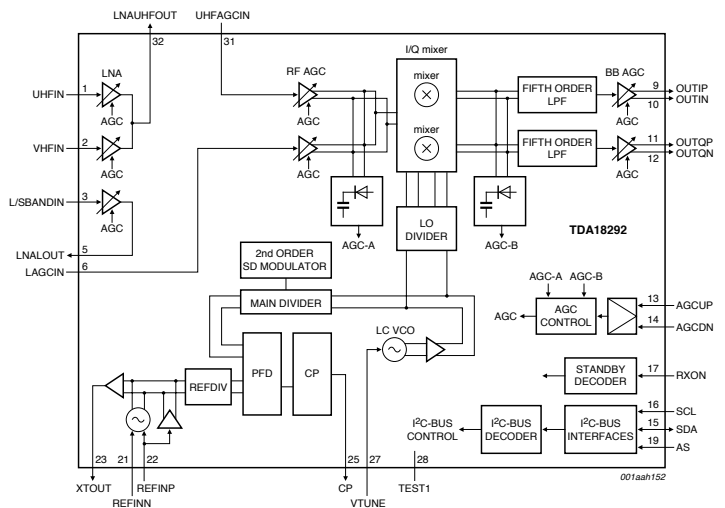 LNAUHFOUT
UHFAGCIN
32
31
I/Q mixer
LNA
RF AGC
BB AGC
UHFIN
1
AGC
mixer
FIFTH ORDER
LPF
9
OUTIP
10
OUTIN
AGC
AGC
VHFIN
2
AGC
mixer
FIFTH ORDER
LPF
11
OUTQP
12
OUTQN
AGC
AGC
L/SBANDIN
3
AGC
LNALOUT
5
LAGCIN
6
AGC-A
LO
DIVIDER
AGC-B
TDA18292
2nd ORDER
SD MODULATOR
MAIN DIVIDER
AGC-A
AGC-B
AGC
AGC
CONTROL
13
AGCUP
14
AGCDN
LC VCO
PFD
CP
REFDIV
STANDBY
DECODER
17
RXON
I²C-BUS
CONTROL
I²C-BUS
DECODER
I²C-BUS
INTERFACES
16
SCL
15
SDA
19
AS
23
21
22
25
27
28
XTOUT
REFINP
REFINN
CP
VTUNE
TEST1
001aah152